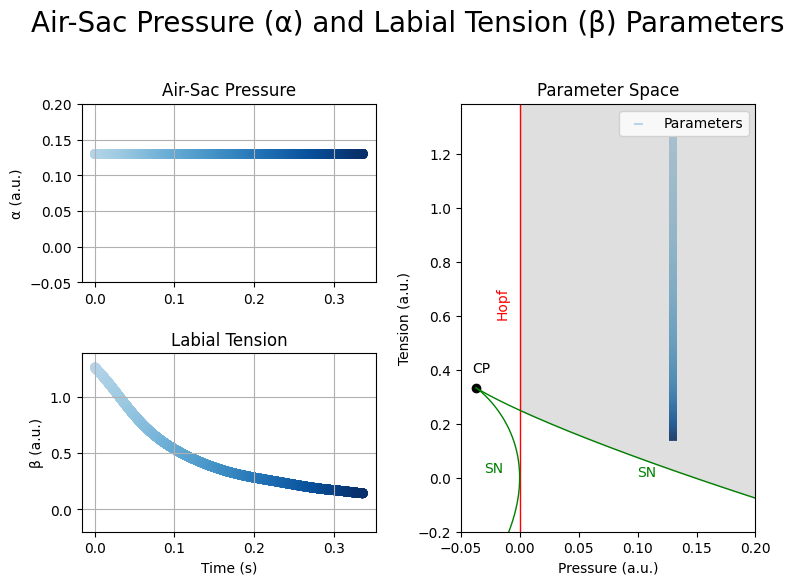 Air-Sac Pressure (α) and Labial Tension (β) Parameters
Air-Sac Pressure
0.20
0.15
0.10
0.05
0.00
−0.05
α (a.u.)
0.0 0.1 0.2 0.3
Labial Tension
1.0
0.5
0.0
β (a.u.)
0.0 0.1 0.2 0.3
Time (s)
Parameter Space
Parameters
1.2
1.0
0.8
0.6
0.4
0.2
0.0
−0.2
Tension (a.u.)
Hopf
CP
SN
SN
−0.05 0.00 0.05 0.10 0.15 0.20
Pressure (a.u.)